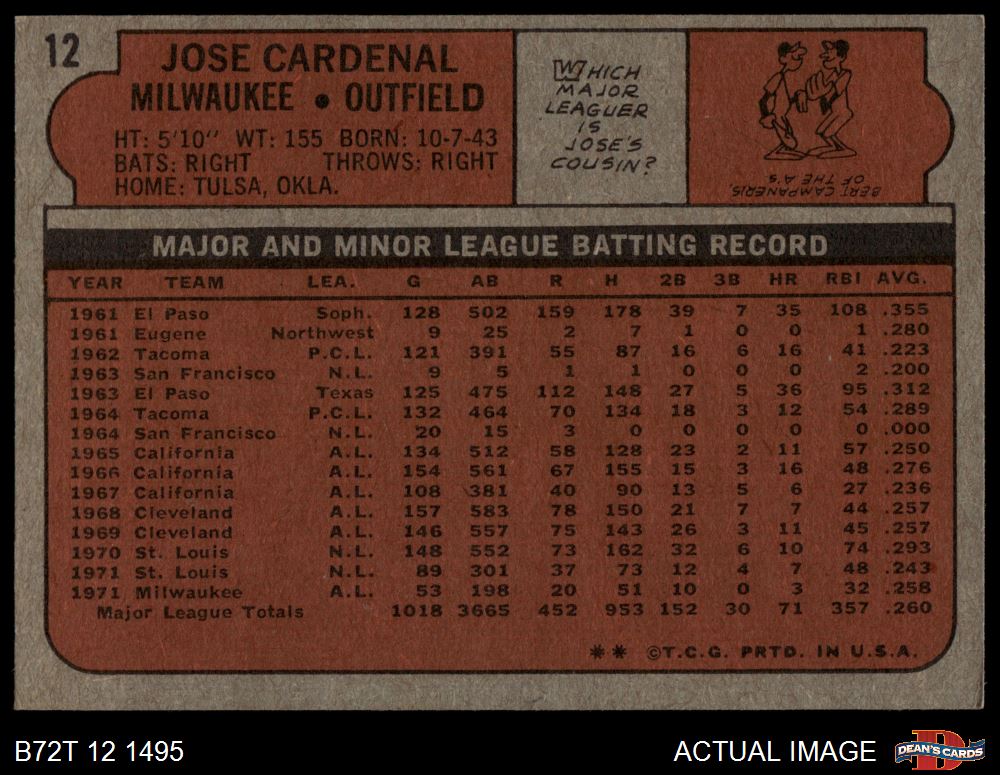 12
JOSE CARDENAL
MILWAUKEE • OUTFIELD
HT: 5'10" WT: 155 BORN: 10-7-43
BATS: RIGHT THROWS: RIGHT
HOME: TULSA, OKLA.
WHICH
MAJOR
LEAGUER
IS
JOSE'S
COUSIN?
BERT CAMPANERIS
OF THE A'S.
MAJOR AND MINOR LEAGUE BATTING RECORD
YEAR TEAM LEA. G AB R H 2B 3B HR RBI AVG.
1961 El Paso Soph. 128 502 159 178 39 7 35 108 .355
1961 Eugene Northwest 9 25 2 7 1 0 0 1 .280
1962 Tacoma P.C.L. 121 391 55 87 16 6 16 41 .223
1963 San Francisco N.L. 9 5 1 1 0 0 0 2 .200
1963 El Paso Texas 125 475 112 148 27 5 36 95 .312
1964 Tacoma P.C.L. 132 464 70 134 18 3 12 54 .289
1964 San Francisco N.L. 20 15 3 0 0 0 0 0 .000
1965 California A.L. 134 512 58 128 23 2 11 57 .250
1966 California A.L. 154 561 67 155 15 3 16 48 .276
1967 California A.L. 108 381 40 90 13 5 6 27 .236
1968 Cleveland A.L. 157 583 78 150 21 7 7 44 .257
1969 Cleveland A.L. 146 557 75 143 26 3 11 45 .257
1970 St. Louis N.L. 148 552 73 162 32 6 10 74 .293
1971 St. Louis N.L. 89 301 37 73 12 4 7 48 .243
1971 Milwaukee A.L. 53 198 20 51 10 0 3 32 .258
Major League Totals 1018 3665 452 953 152 30 71 357 .260
** ©T.C.G. PRTD. IN U.S.A.
B72T 12 1495
ACTUAL IMAGE
DEAN'S CARDS